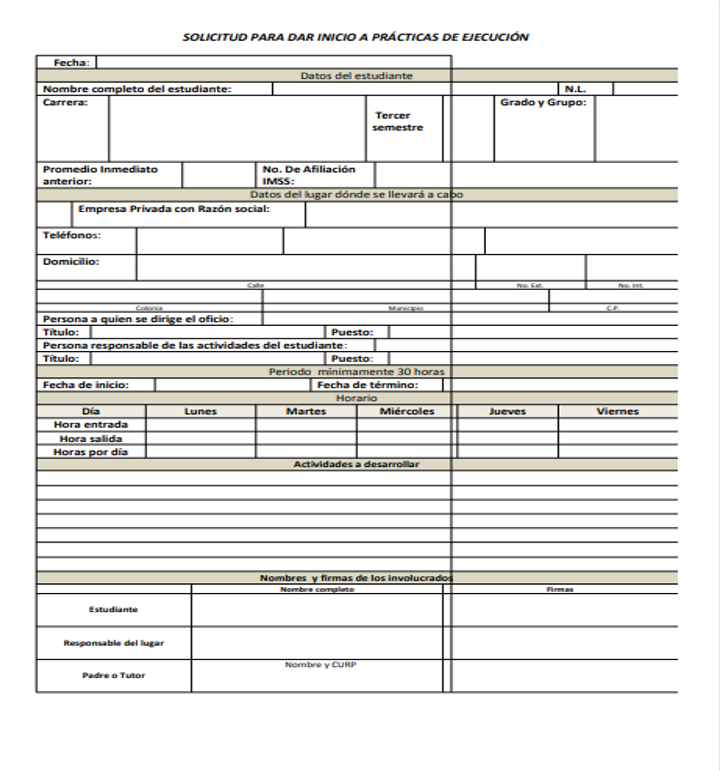 SOLICITUD PARA DAR INICIO A PRÁCTICAS DE EJECUCIÓN
Fecha:
Datos del estudiante
Nombre completo del estudiante: N.L.
Carrera: Tercer semestre Grado y Grupo:
Promedio Inmediato anterior: No. De Afiliación IMSS:
Datos del lugar dónde se llevará a cabo
Empresa Privada con Razón social:
Teléfonos:
Domicilio:
Calle No. Ext. No. Int.
Colonia Municipio C.P.
Persona a quien se dirige el oficio:
Título: Puesto:
Persona responsable de las actividades del estudiante:
Título: Puesto:
Periodo mínimamente 30 horas
Fecha de inicio: Fecha de término:
Horario
Día Lunes Martes Miércoles Jueves Viernes
Hora entrada
Hora salida
Horas por día
Actividades a desarrollar
Nombres y firmas de los involucrados
Nombre completo Firmas
Estudiante
Responsable del lugar
Nombre y CURP
Padre o Tutor